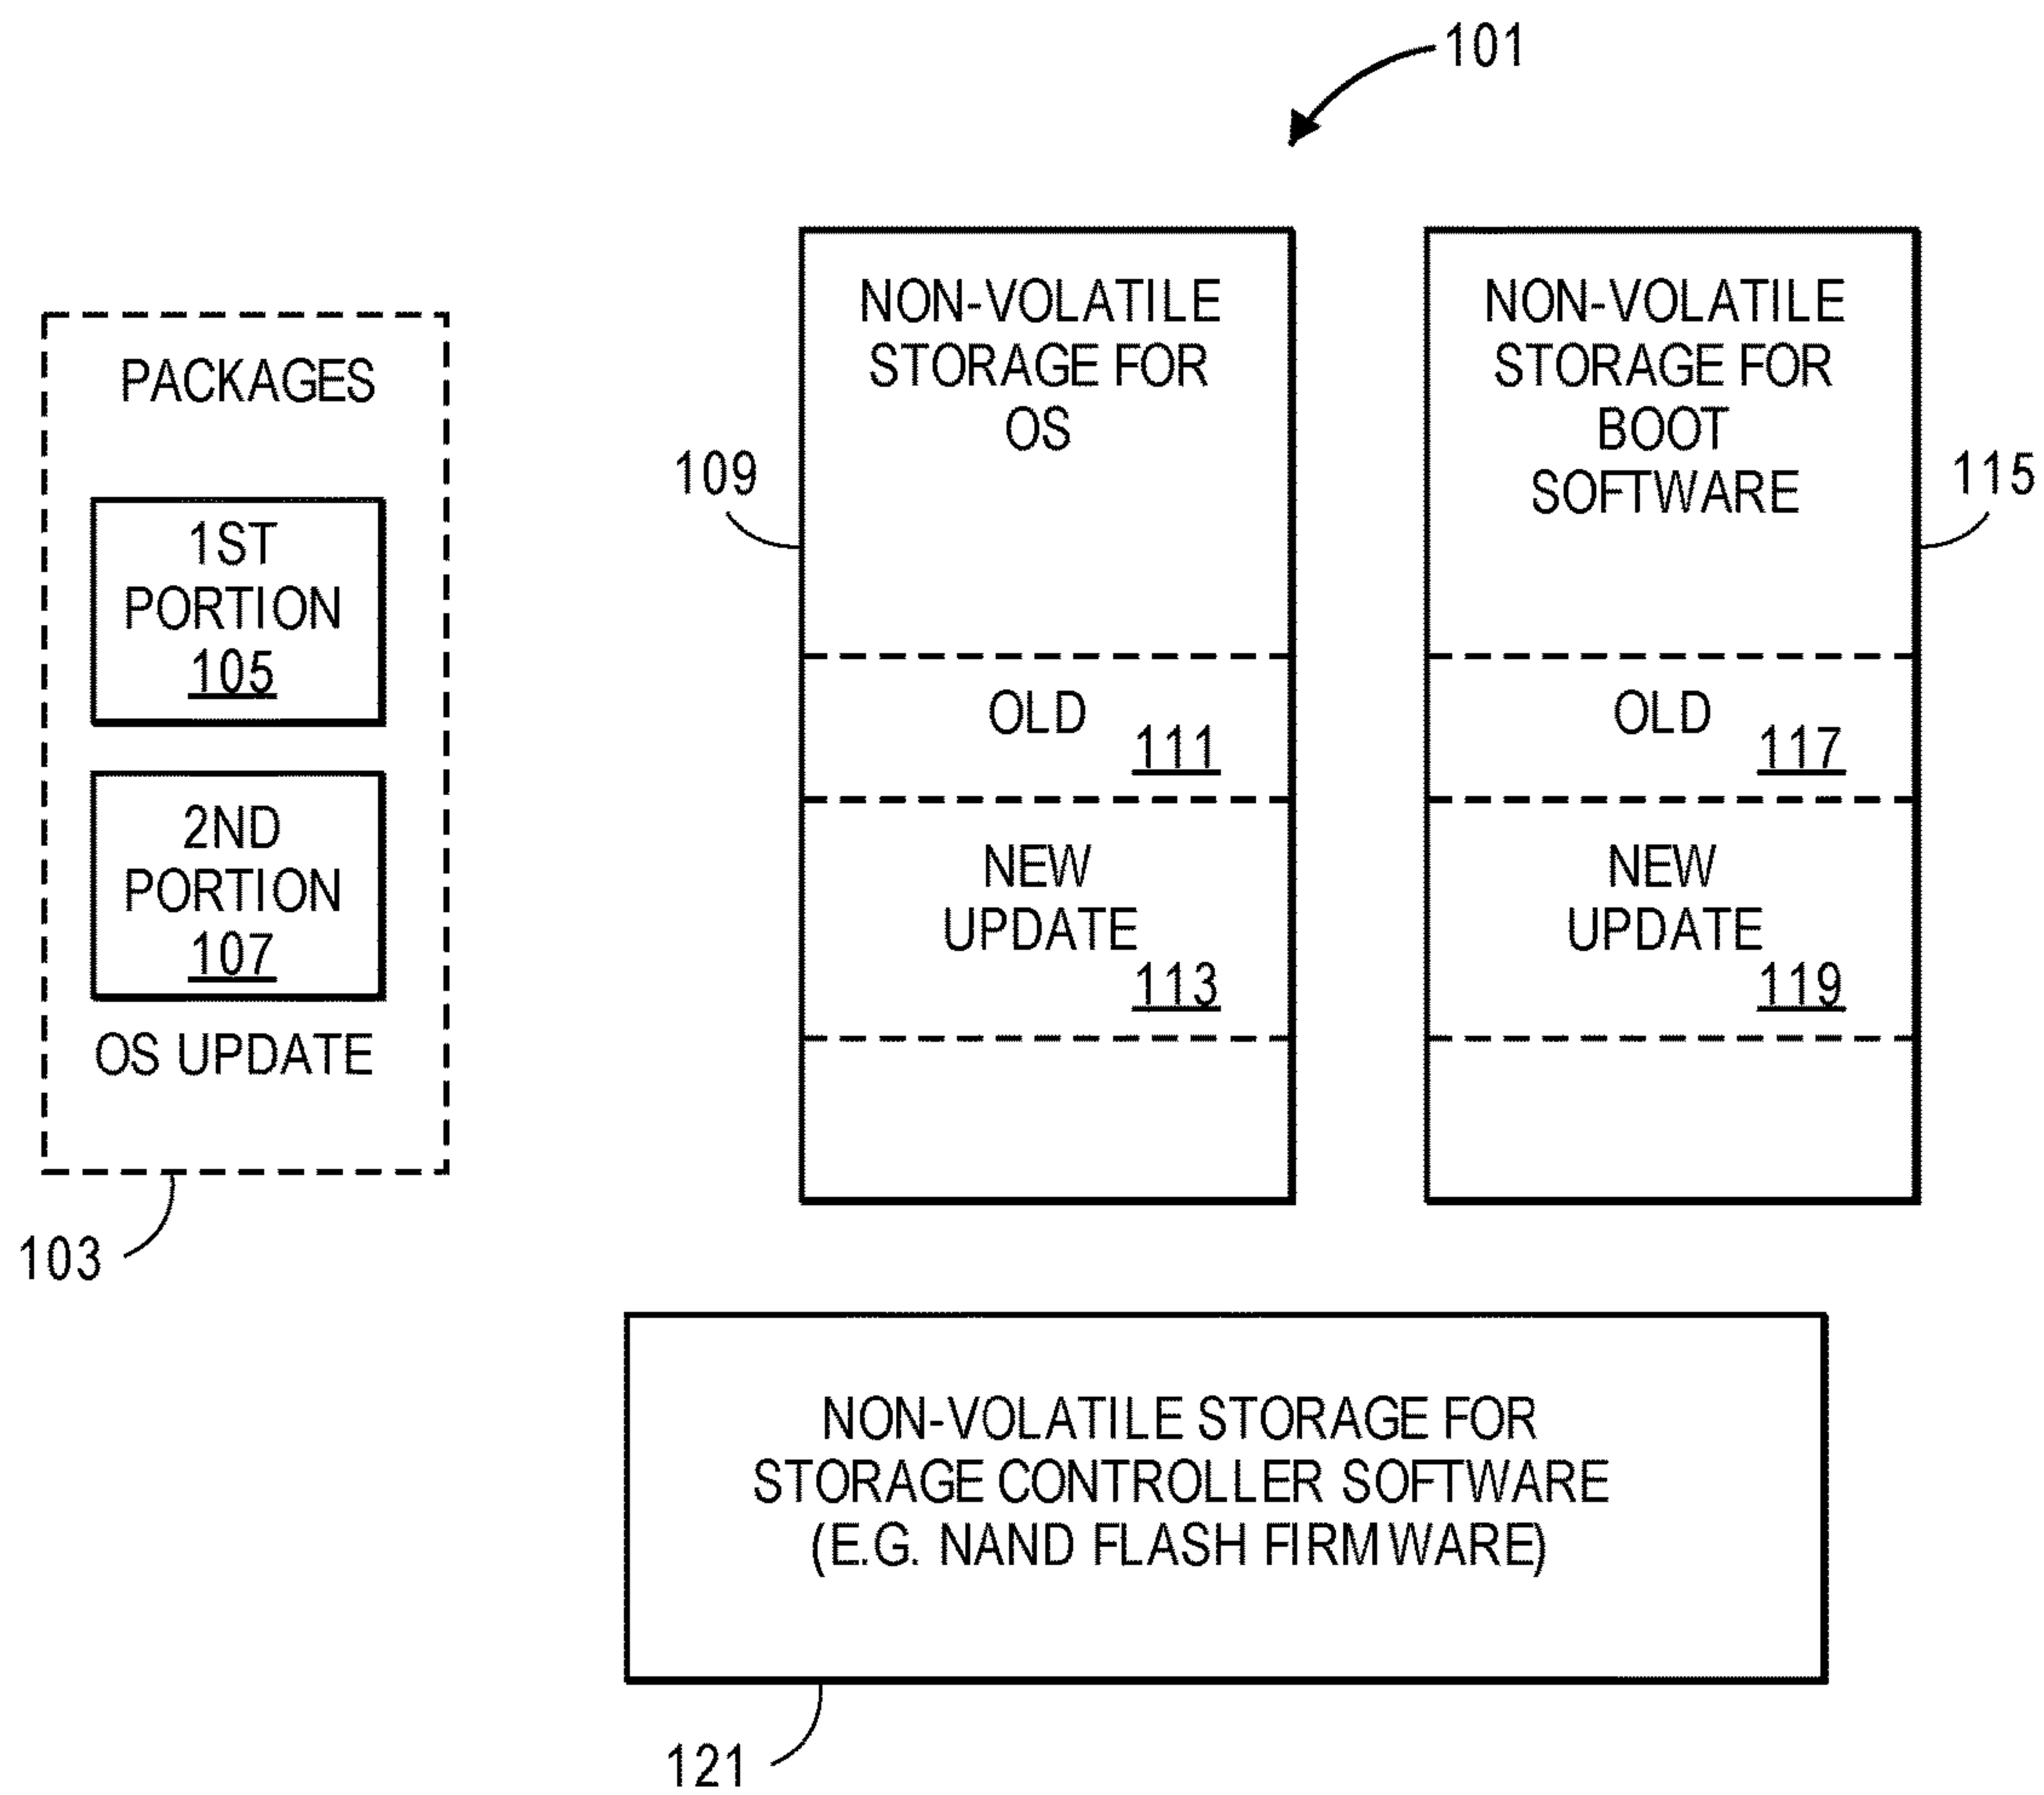 101
PACKAGES
1ST
PORTION
105
2ND
PORTION
107
OS UPDATE
103
NON-VOLATILE
STORAGE FOR
OS
109
OLD
111
NEW
UPDATE
113
NON-VOLATILE
STORAGE FOR
BOOT
SOFTWARE
115
OLD
117
NEW
UPDATE
119
NON-VOLATILE STORAGE FOR
STORAGE CONTROLLER SOFTWARE
(E.G. NAND FLASH FIRMWARE)
121